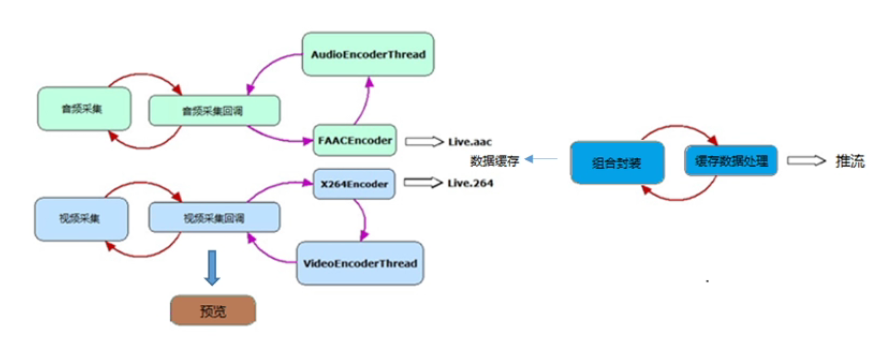 AudioEncoderThread
音频采集
音频采集回调
FAACEncoder
Live.aac
数据缓存
组合封装
缓存数据处理
推流
X264Encoder
Live.264
视频采集
视频采集回调
VideoEncoderThread
预览